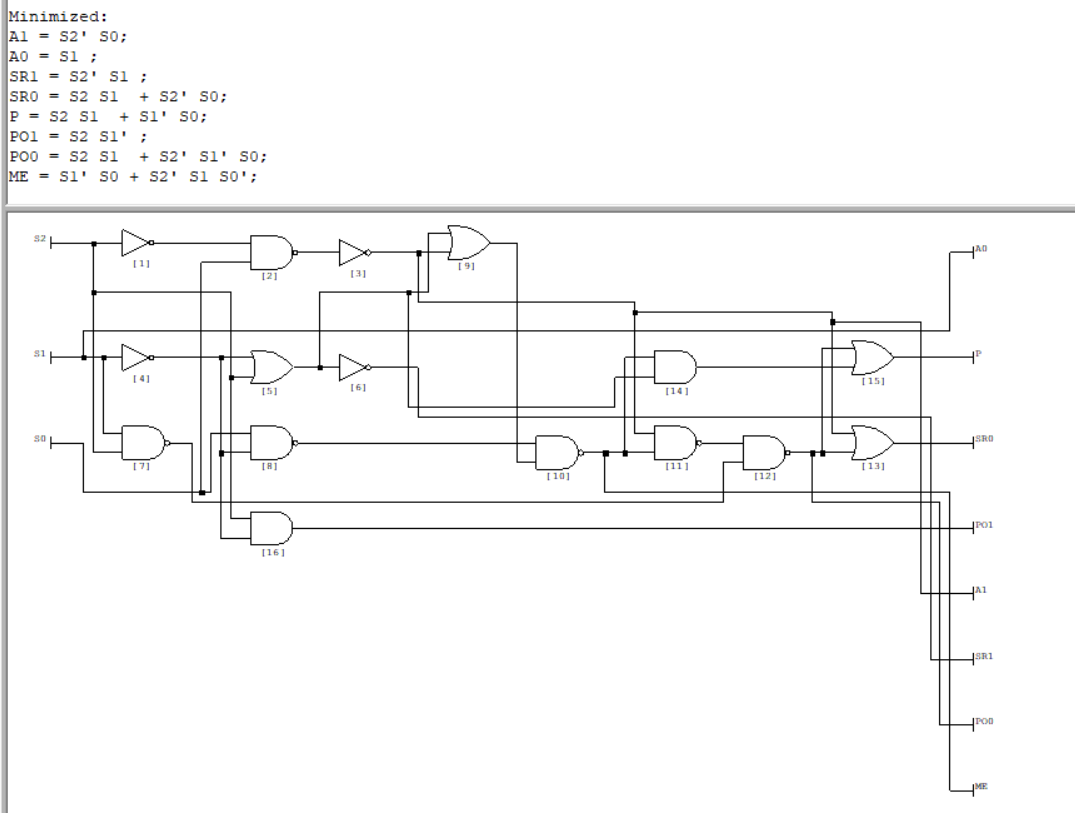 Minimized:
A1 = S2' S0;
A0 = S1 ;
SR1 = S2' S1 ;
SR0 = S2 S1  + S2' S0;
P = S2 S1  + S1' S0;
PO1 = S2 S1' ;
PO0 = S2 S1  + S2' S1' S0;
ME = S1' S0 + S2' S1 S0';
S2
[1]
[2]
[3]
[9]
A0
S1
[4]
[5]
[6]
[14]
[15]
P
S0
[7]
[8]
[10]
[11]
[12]
[13]
SR0
[16]
PO1
A1
SR1
PO0
ME